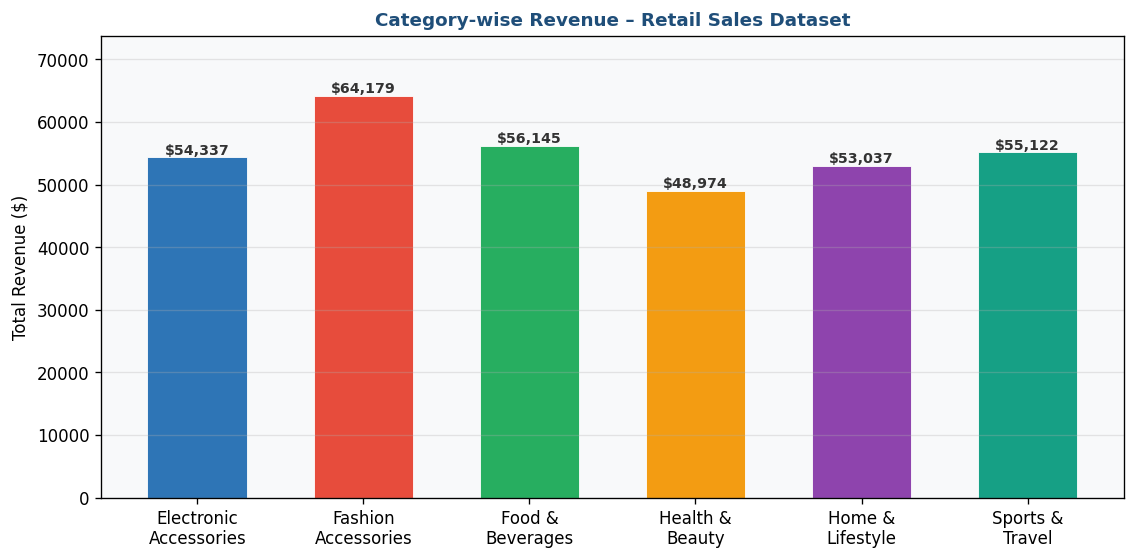 Category-wise Revenue – Retail Sales Dataset
Total Revenue ($)
70000
60000
50000
40000
30000
20000
10000
0
$54,337
$64,179
$56,145
$48,974
$53,037
$55,122
Electronic
Accessories
Fashion
Accessories
Food &
Beverages
Health &
Beauty
Home &
Lifestyle
Sports &
Travel